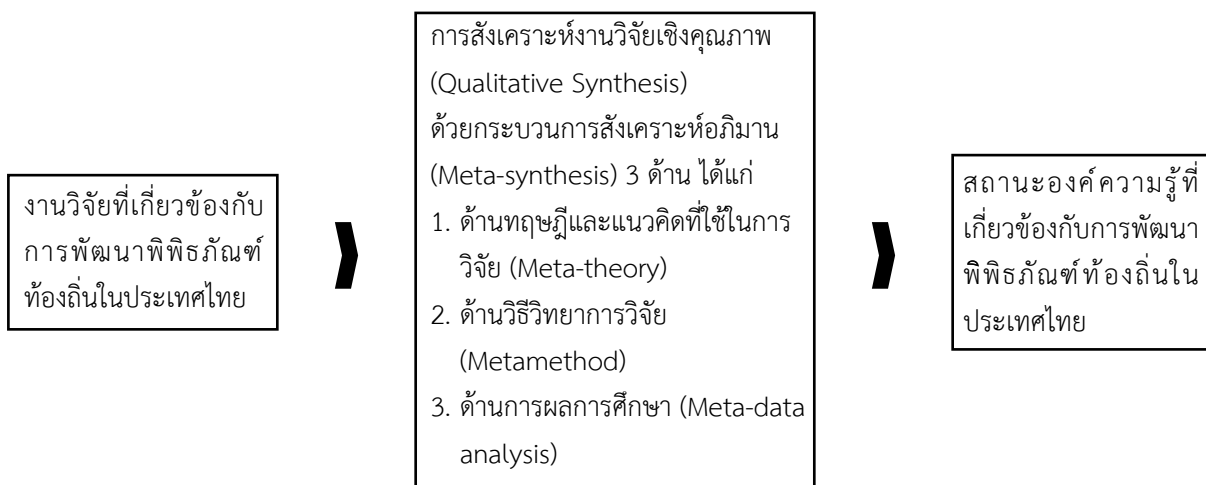 งานวิจัยที่เกี่ยวข้องกับ
การพัฒนาพิพิธภัณฑ์
ท้องถิ่นในประเทศไทย
การสังเคราะห์งานวิจัยเชิงคุณภาพ
(Qualitative Synthesis)
ด้วยกระบวนการสังเคราะห์อภิมาน
(Meta-synthesis) 3 ด้าน ได้แก่
1. ด้านทฤษฎีและแนวคิดที่ใช้ในการ
วิจัย (Meta-theory)
2. ด้านวิธีวิทยาการวิจัย
(Metamethod)
3. ด้านการผลการศึกษา (Meta-data
analysis)
สถานะองค์ความรู้ที่
เกี่ยวข้องกับการพัฒนา
พิพิธภัณฑ์ท้องถิ่นใน
ประเทศไทย